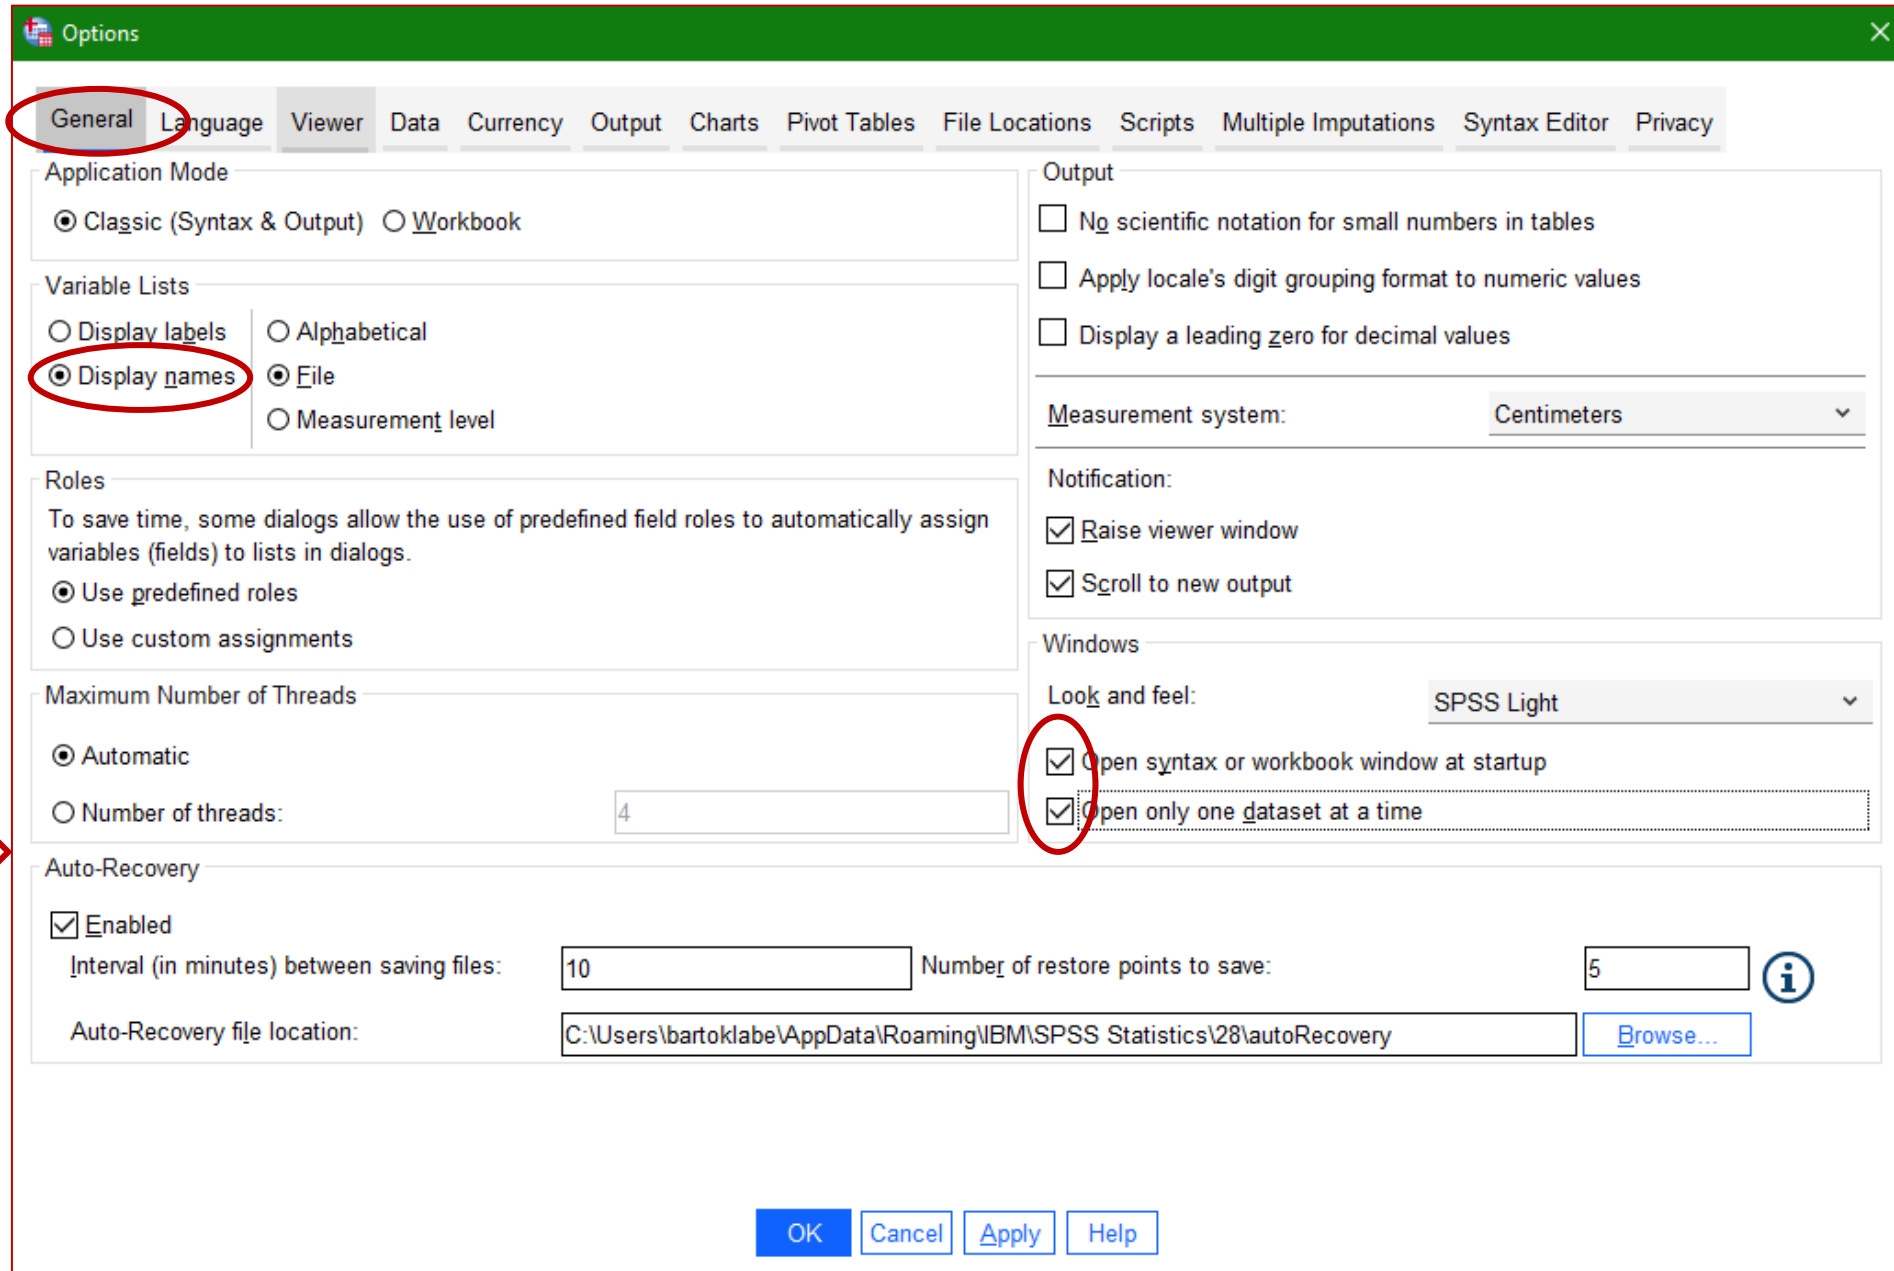 Options
General Language Viewer Data Currency Output Charts Pivot Tables File Locations Scripts Multiple Imputations Syntax Editor Privacy
Application Mode
Classic (Syntax & Output) Workbook
Variable Lists
Display labels Alphabetical
Display names File
Measurement level
Roles
To save time, some dialogs allow the use of predefined field roles to automatically assign
variables (fields) to lists in dialogs.
Use predefined roles
Use custom assignments
Maximum Number of Threads
Automatic
Number of threads: 4
Output
No scientific notation for small numbers in tables
Apply locale's digit grouping format to numeric values
Display a leading zero for decimal values
Measurement system: Centimeters
Notification:
Raise viewer window
Scroll to new output
Windows
Look and feel: SPSS Light
Open syntax or workbook window at startup
Open only one dataset at a time
Auto-Recovery
Enabled
Interval (in minutes) between saving files: 10 Number of restore points to save: 5
Auto-Recovery file location: C:\Users\bartoklabe\AppData\Roaming\IBM\SPSS Statistics\28\autoRecovery Browse...
OK Cancel Apply Help